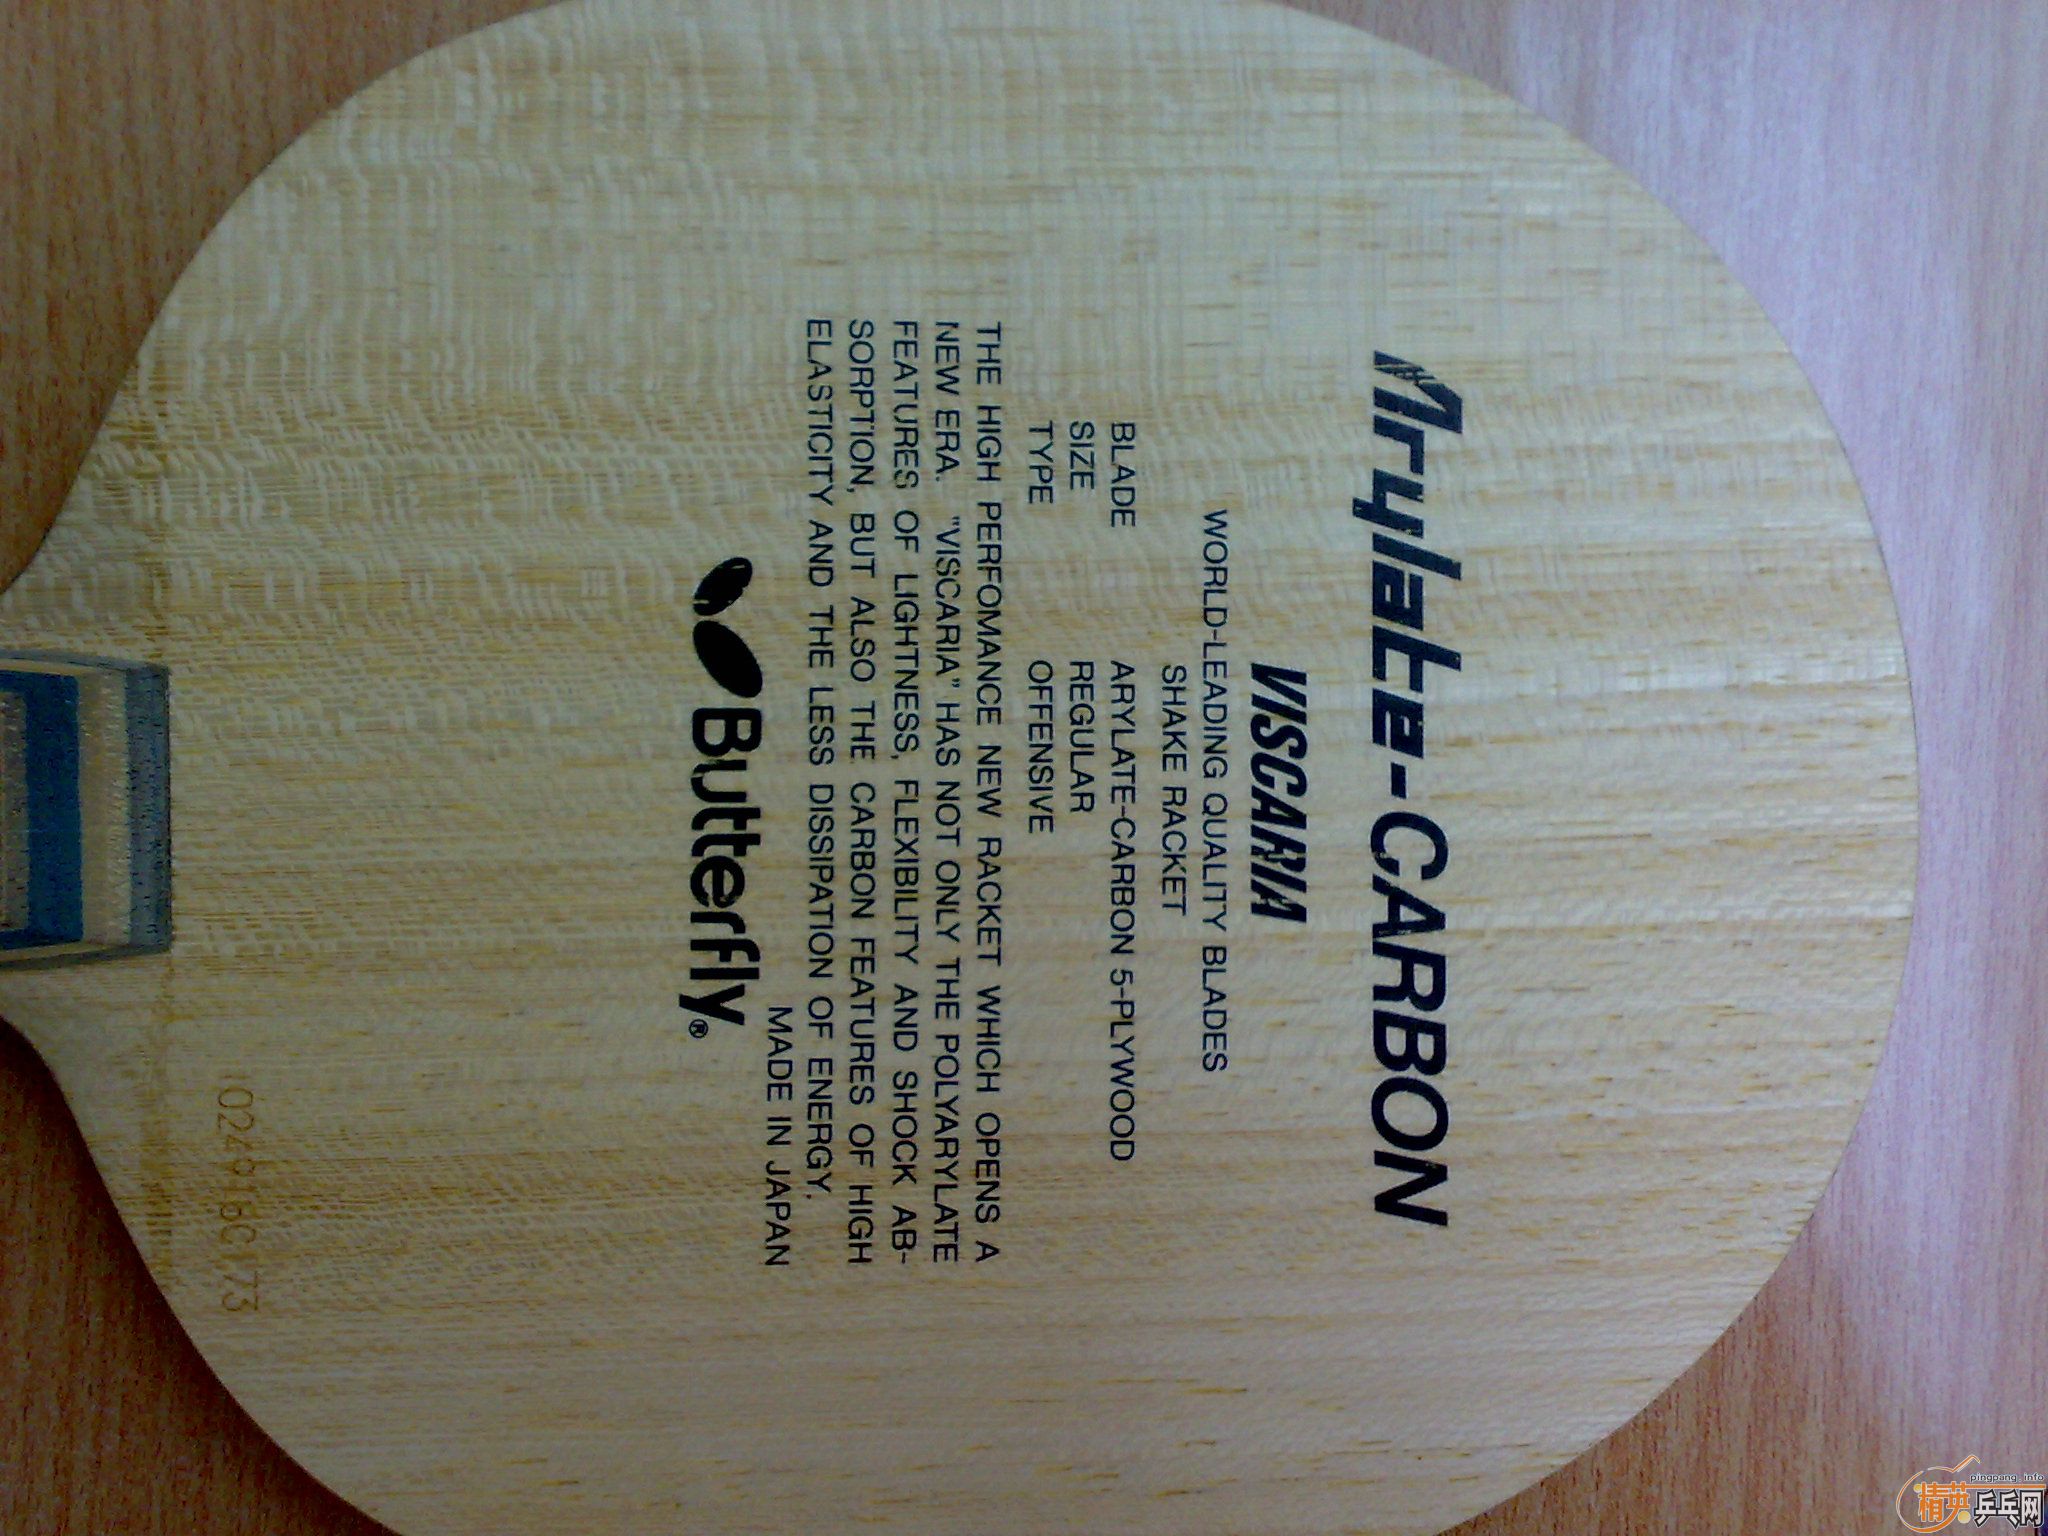 Arylate-CARBON
VISCARIA
WORLD-LEADING QUALITY BLADES
SHAKE RACKET
BLADE ARYLATE-CARBON 5-PLYWOOD
SIZE REGULAR
TYPE OFFENSIVE
THE HIGH PERFOMANCE NEW RACKET WHICH OPENS A
NEW ERA. "VISCARIA" HAS NOT ONLY THE POLYARYLATE
FEATURES OF LIGHTNESS, FLEXIBILITY AND SHOCK AB-
SORPTION, BUT ALSO THE CARBON FEATURES OF HIGH
ELASTICITY AND THE LESS DISSIPATION OF ENERGY.
MADE IN JAPAN
Butterfly®
pingpang.info
精英乒乓网